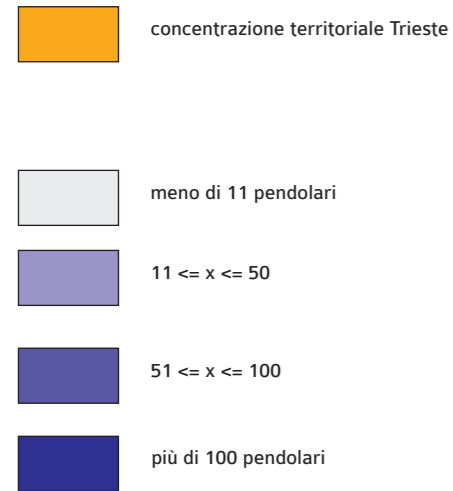 concentrazione territoriale Trieste
meno di 11 pendolari
11 <= x <= 50
51 <= x <= 100
più di 100 pendolari